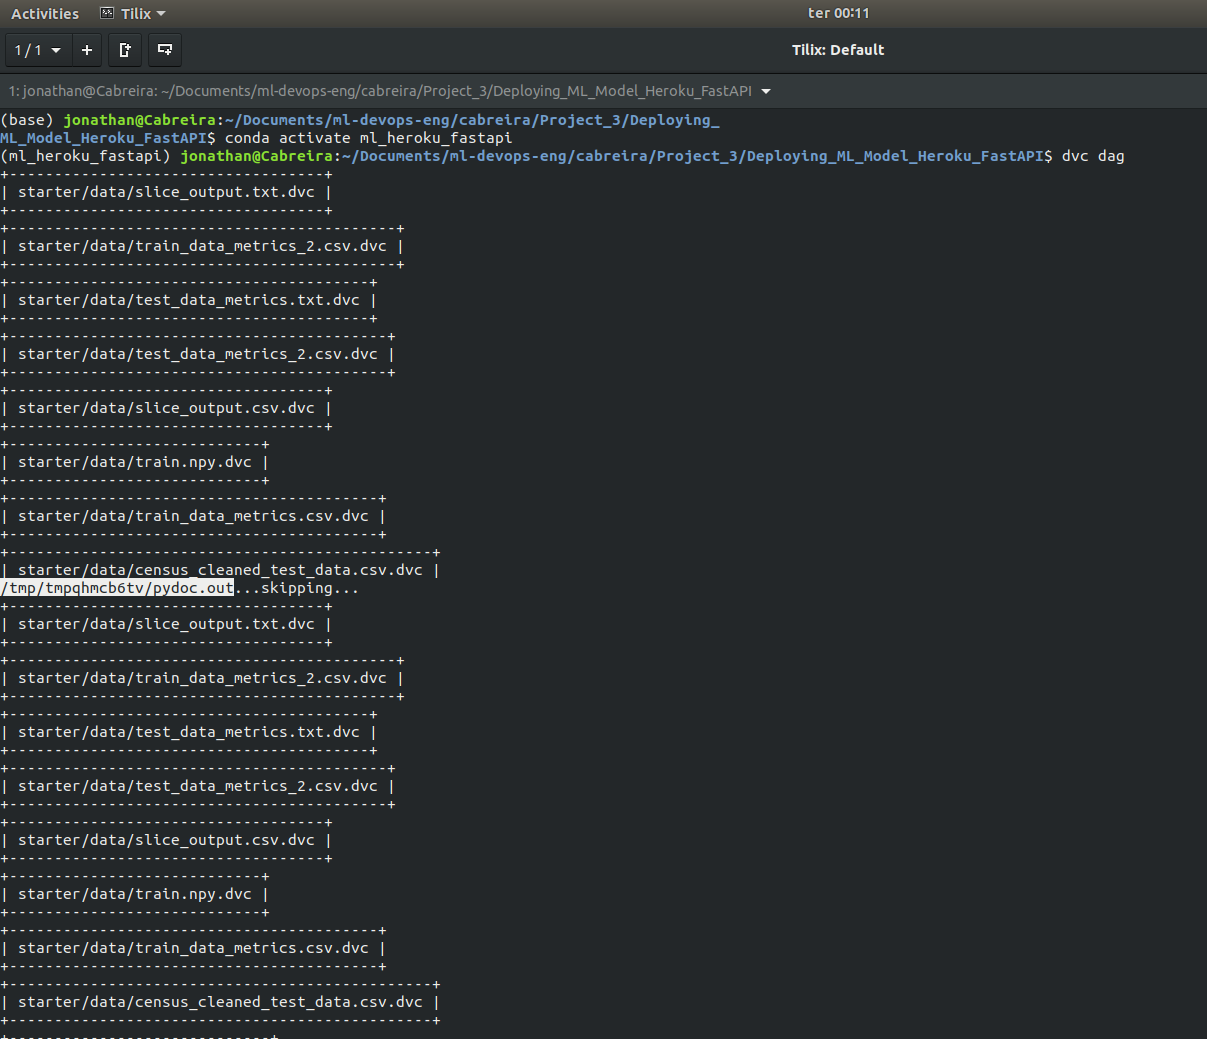 Activities Tilix ter 00:11
1 / 1 + Tilix: Default
1: jonathan@Cabreira: ~/Documents/ml-devops-eng/cabreira/Project_3/Deploying_ML_Model_Heroku_FastAPI
(base) jonathan@Cabreira:~/Documents/ml-devops-eng/cabreira/Project_3/Deploying_
ML_Model_Heroku_FastAPI$ conda activate ml_heroku_fastapi
(ml_heroku_fastapi) jonathan@Cabreira:~/Documents/ml-devops-eng/cabreira/Project_3/Deploying_ML_Model_Heroku_FastAPI$ dvc dag
+-----------------------------------+
| starter/data/slice_output.txt.dvc |
+-----------------------------------+
+-------------------------------------------+
| starter/data/train_data_metrics_2.csv.dvc |
+-------------------------------------------+
+----------------------------------------+
| starter/data/test_data_metrics.txt.dvc |
+----------------------------------------+
+------------------------------------------+
| starter/data/test_data_metrics_2.csv.dvc |
+------------------------------------------+
+-----------------------------------+
| starter/data/slice_output.csv.dvc |
+-----------------------------------+
+----------------------------+
| starter/data/train.npy.dvc |
+----------------------------+
+-----------------------------------------+
| starter/data/train_data_metrics.csv.dvc |
+-----------------------------------------+
+-----------------------------------------------+
| starter/data/census_cleaned_test_data.csv.dvc |
/tmp/tmpqhmcb6tv/pydoc.out...skipping...
+-----------------------------------+
| starter/data/slice_output.txt.dvc |
+-----------------------------------+
+-------------------------------------------+
| starter/data/train_data_metrics_2.csv.dvc |
+-------------------------------------------+
+----------------------------------------+
| starter/data/test_data_metrics.txt.dvc |
+----------------------------------------+
+------------------------------------------+
| starter/data/test_data_metrics_2.csv.dvc |
+------------------------------------------+
+-----------------------------------+
| starter/data/slice_output.csv.dvc |
+-----------------------------------+
+----------------------------+
| starter/data/train.npy.dvc |
+----------------------------+
+-----------------------------------------+
| starter/data/train_data_metrics.csv.dvc |
+-----------------------------------------+
+-----------------------------------------------+
| starter/data/census_cleaned_test_data.csv.dvc |
+-----------------------------------------------+
+-----------------------------+